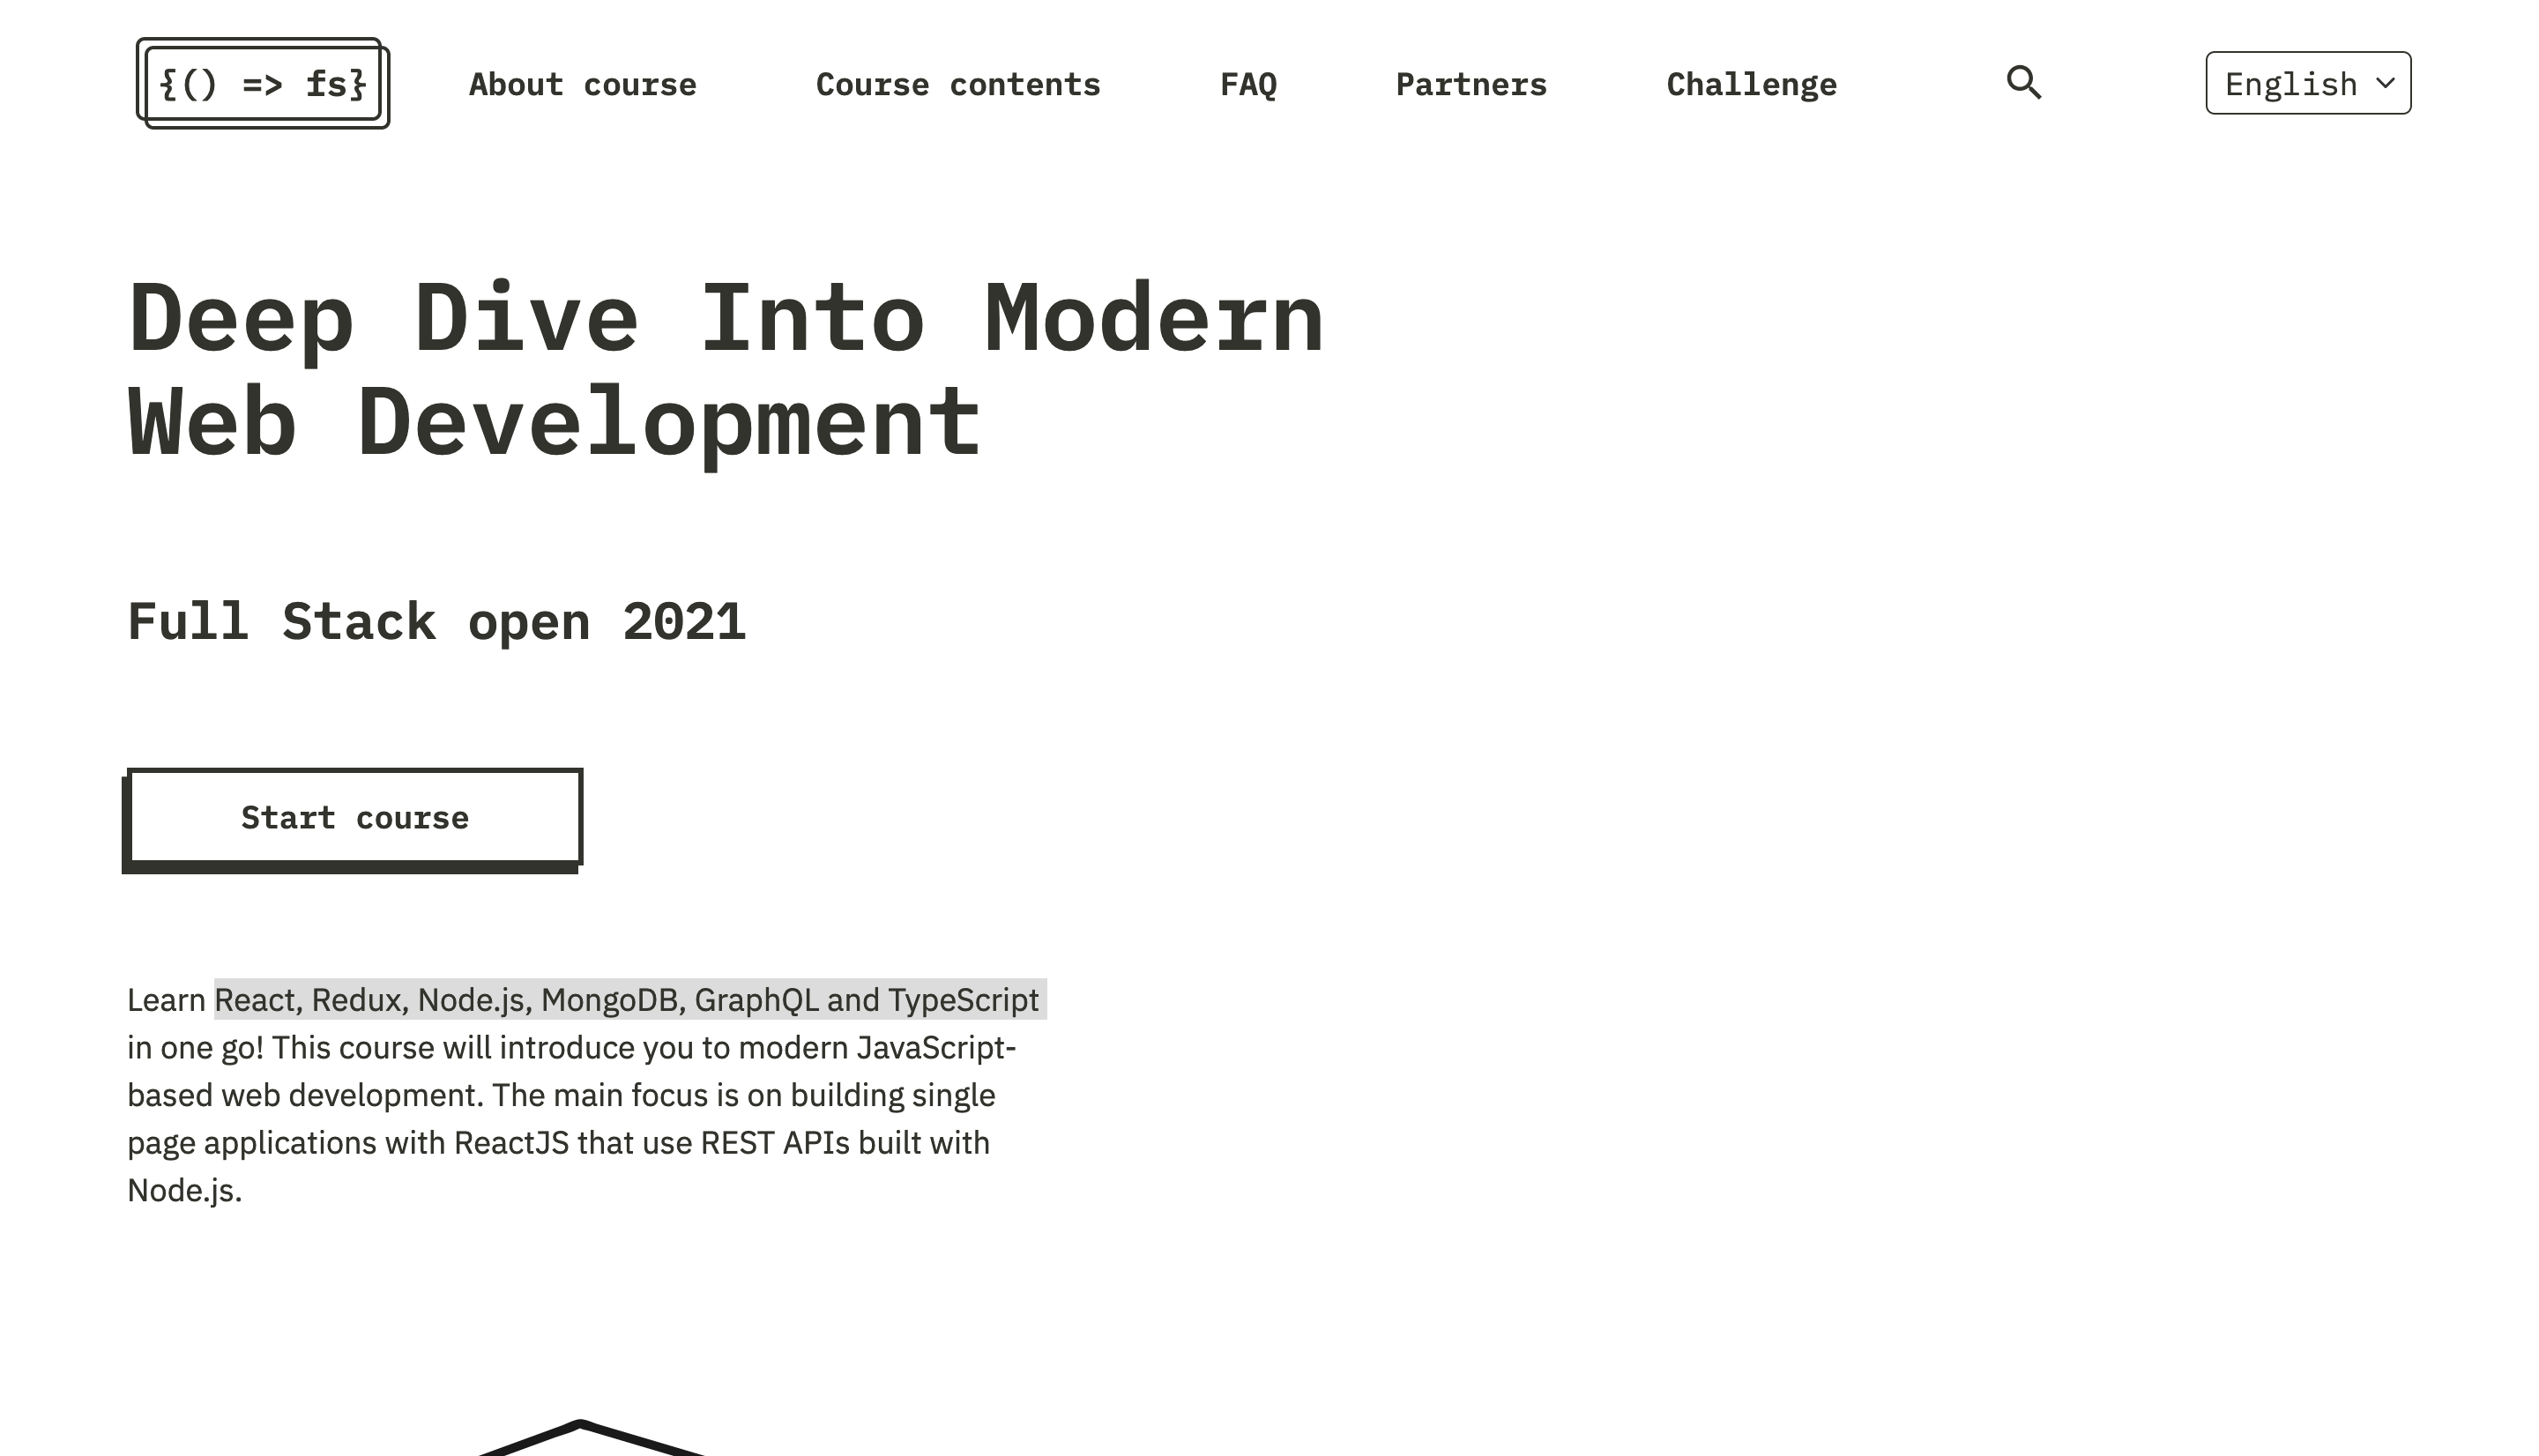 {() => fs}
About course
Course contents
FAQ
Partners
Challenge
English
Deep Dive Into Modern
Web Development
Full Stack open 2021
Start course
Learn React, Redux, Node.js, MongoDB, GraphQL and TypeScript
in one go! This course will introduce you to modern JavaScript-
based web development. The main focus is on building single
page applications with ReactJS that use REST APIs built with
Node.js.